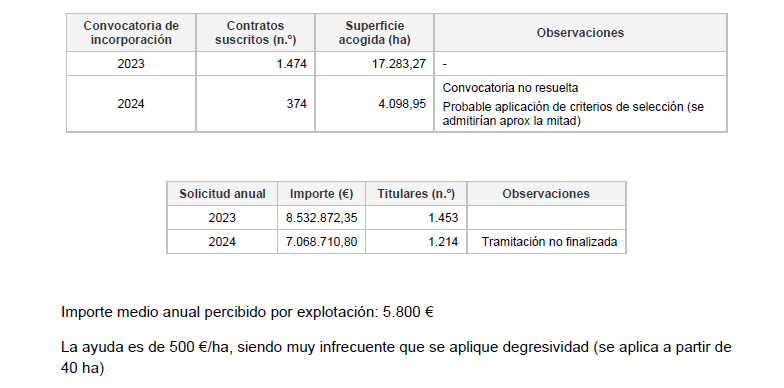 Convocatoria de incorporación Contratos suscritos (n.º) Superficie acogida (ha) Observaciones
2023 1.474 17.283,27 -
2024 374 4.098,95 Convocatoria no resuelta
Probable aplicación de criterios de selección (se
admitirían aprox la mitad)
Solicitud anual Importe (€) Titulares (n.º) Observaciones
2023 8.532.872,35 1.453
2024 7.068.710,80 1.214 Tramitación no finalizada
Importe medio anual percibido por explotación: 5.800 €
La ayuda es de 500 €/ha, siendo muy infrecuente que se aplique degresividad (se aplica a partir de
40 ha)